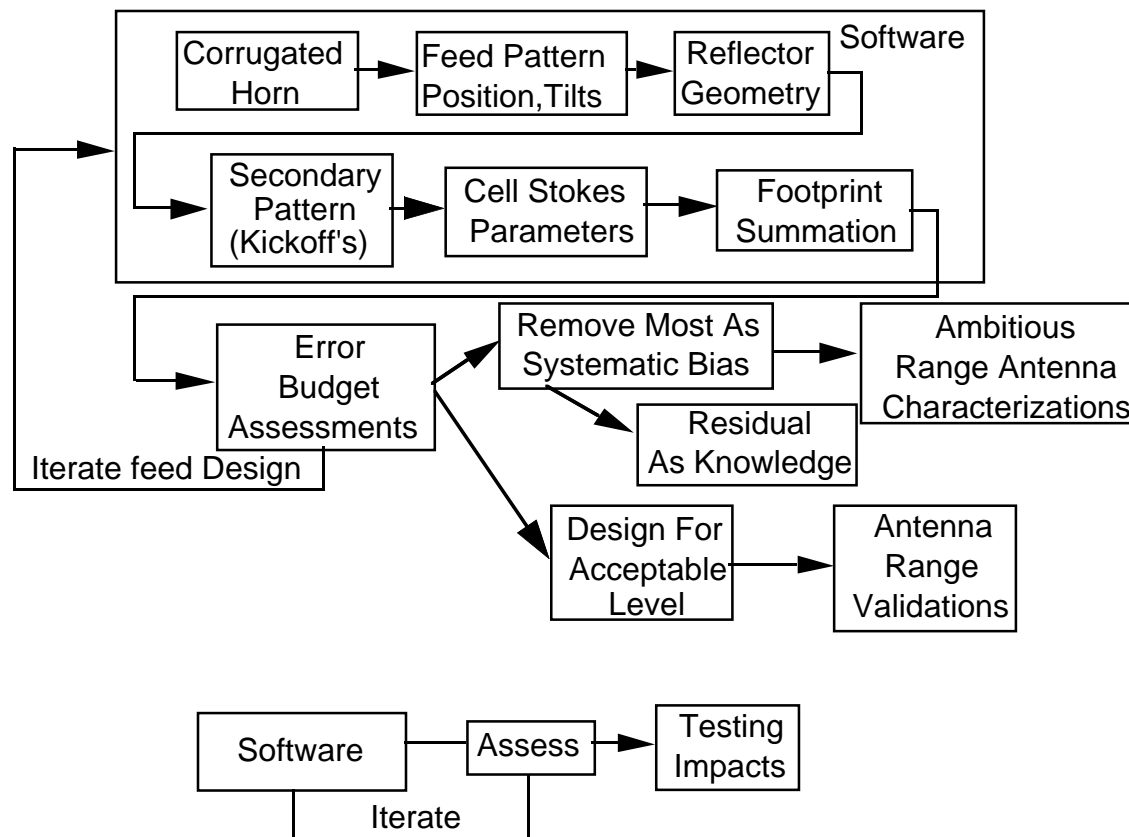 Software
Corrugated
Horn
Feed Pattern
Position,Tilts
Reflector
Geometry
Secondary
Pattern
(Kickoff's)
Cell Stokes
Parameters
Footprint
Summation
Error
Budget
Assessments
Remove Most As
Systematic Bias
Ambitious
Range Antenna
Characterizations
Residual
As Knowledge
Iterate feed Design
Design For
Acceptable
Level
Antenna
Range
Validations
Software
Assess
Testing
Impacts
Iterate